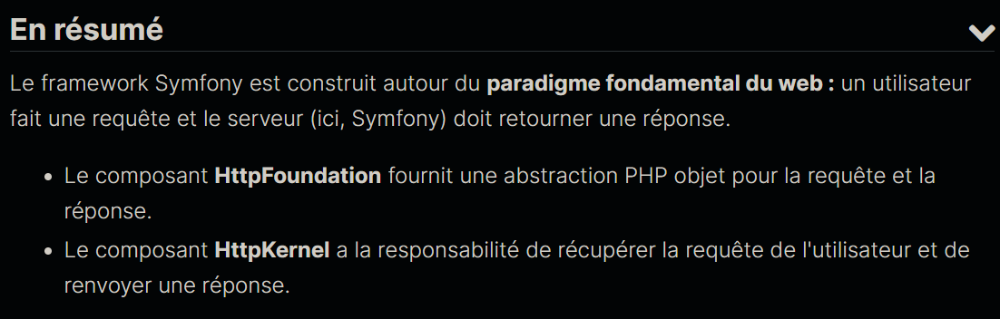 En résumé
Le framework Symfony est construit autour du paradigme fondamental du web : un utilisateur
fait une requête et le serveur (ici, Symfony) doit retourner une réponse.
• Le composant HttpFoundation fournit une abstraction PHP objet pour la requête et la
réponse.
• Le composant HttpKernel a la responsabilité de récupérer la requête de l'utilisateur et de
renvoyer une réponse.